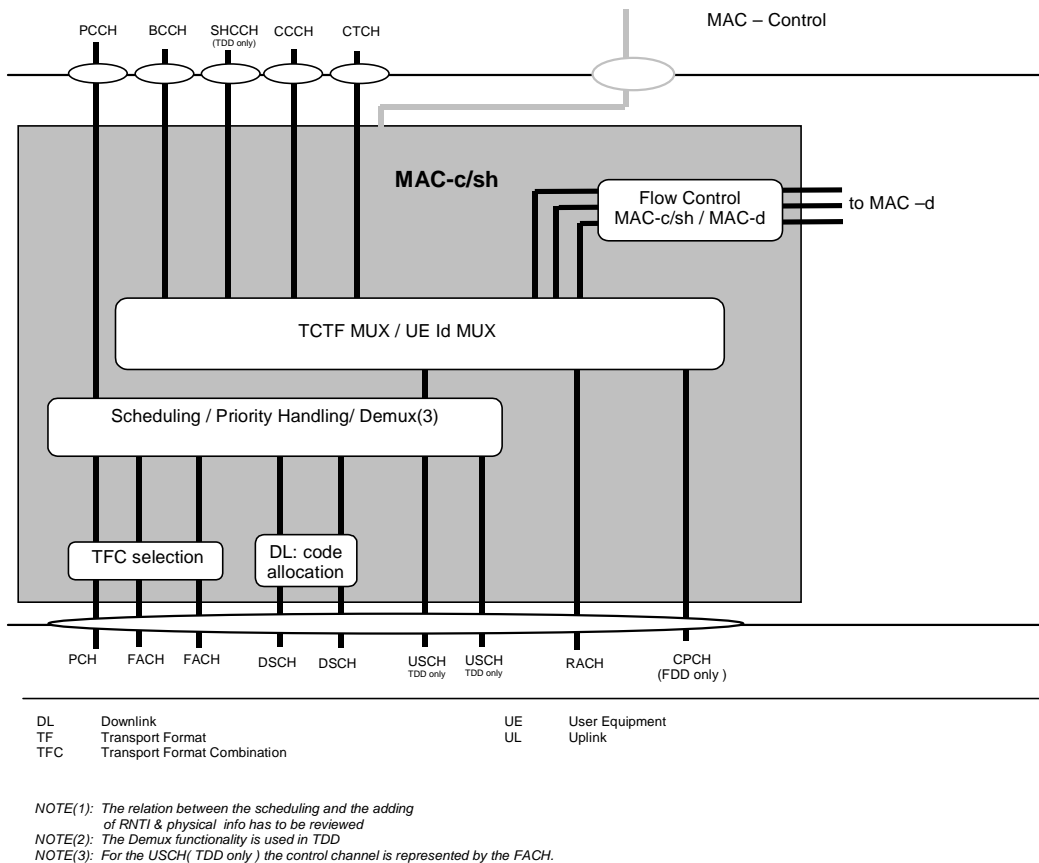 MAC – Control
PCCH BCCH SHCCH CCCH CTCH
(TDD only)
MAC-c/sh
Flow Control
MAC-c/sh / MAC-d
to MAC –d
TCTF MUX / UE Id MUX
Scheduling / Priority Handling/ Demux(3)
TFC selection
DL: code
allocation
PCH FACH FACH DSCH DSCH USCH USCH RACH CPCH
TDD only TDD only (FDD only )
DL Downlink UE User Equipment
TF Transport Format UL Uplink
TFC Transport Format Combination
NOTE(1): The relation between the scheduling and the adding
of RNTI & physical info has to be reviewed
NOTE(2): The Demux functionality is used in TDD
NOTE(3): For the USCH( TDD only ) the control channel is represented by the FACH.